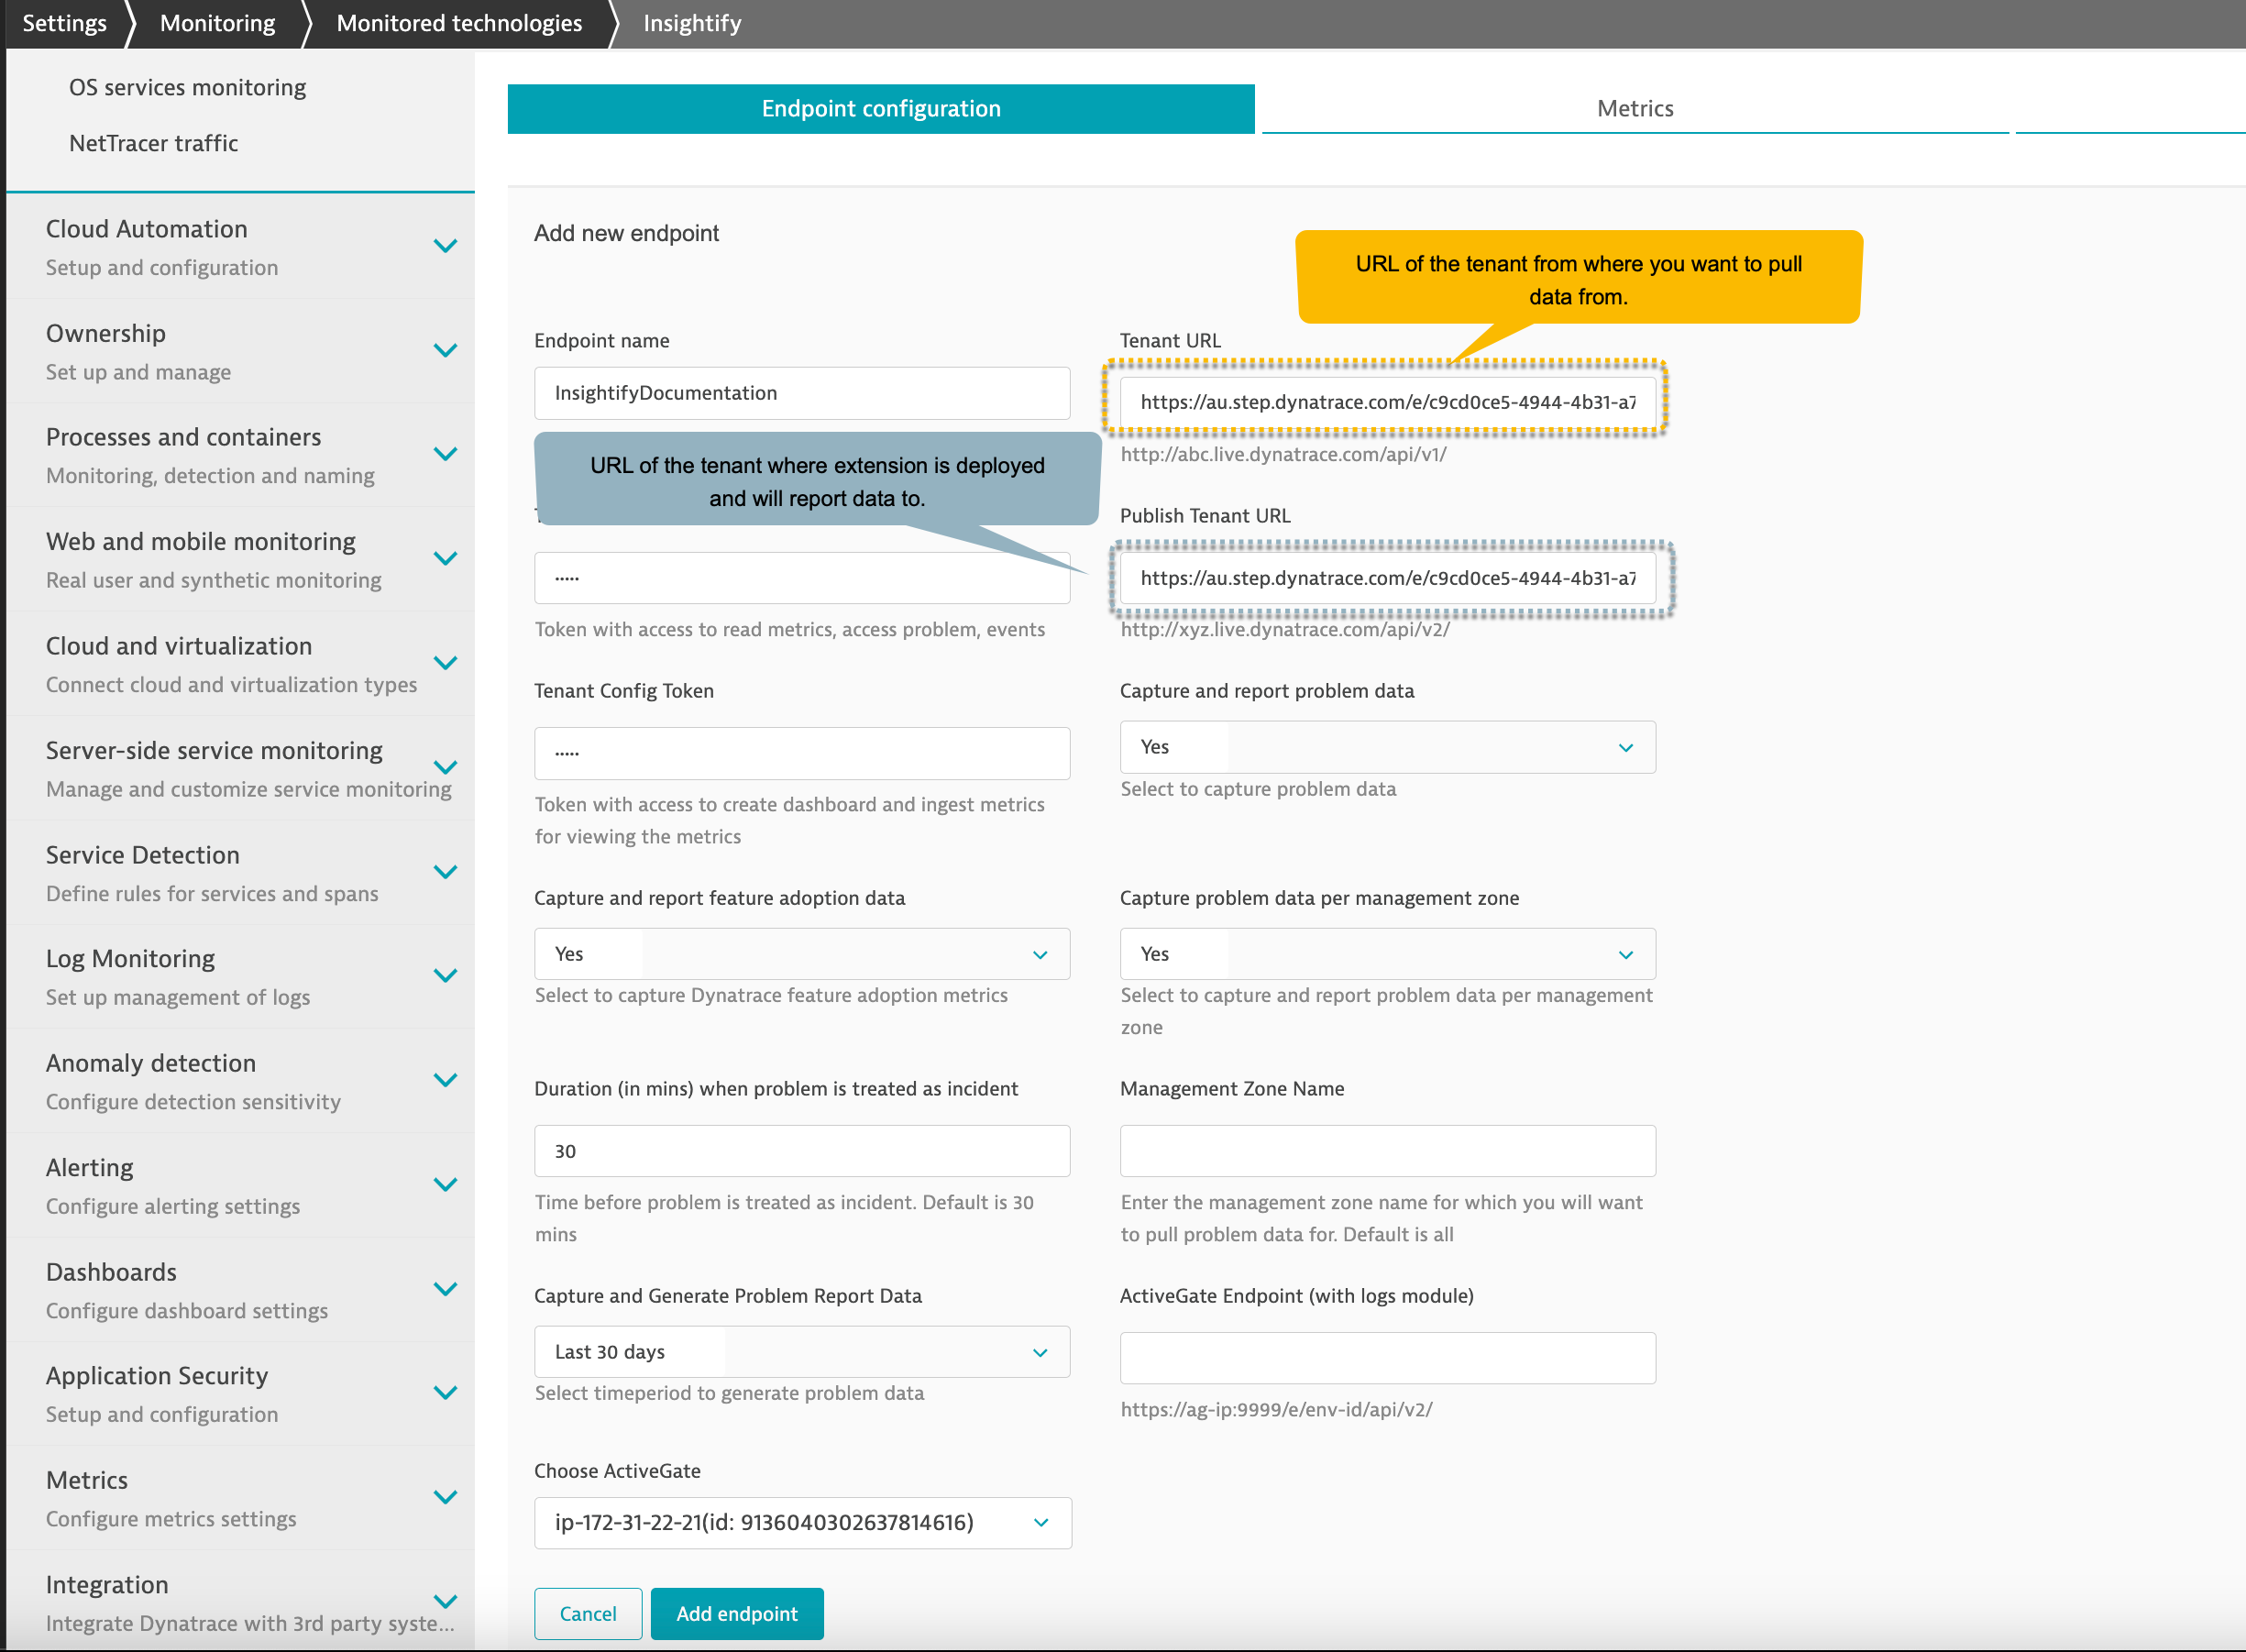 Settings
Monitoring
Monitored technologies
Insightify
OS services monitoring
NetTracer traffic
Cloud Automation
Setup and configuration
Ownership
Set up and manage
Processes and containers
Monitoring, detection and naming
Web and mobile monitoring
Real user and synthetic monitoring
Cloud and virtualization
Connect cloud and virtualization types
Server-side service monitoring
Manage and customize service monitoring
Service Detection
Define rules for services and spans
Log Monitoring
Set up management of logs
Anomaly detection
Configure detection sensitivity
Alerting
Configure alerting settings
Dashboards
Configure dashboard settings
Application Security
Setup and configuration
Metrics
Configure metrics settings
Integration
Integrate Dynatrace with 3rd party syste...
Endpoint configuration
Metrics
Add new endpoint
URL of the tenant from where you want to pull
data from.
Endpoint name
InsightifyDocumentation
Tenant URL
https://au.step.dynatrace.com/e/c9cd0ce5-4944-4b31-a7
http://abc.live.dynatrace.com/api/v1/
URL of the tenant where extension is deployed
and will report data to.
•••••
Token with access to read metrics, access problem, events
Publish Tenant URL
https://au.step.dynatrace.com/e/c9cd0ce5-4944-4b31-a7
http://xyz.live.dynatrace.com/api/v2/
Tenant Config Token
•••••
Token with access to create dashboard and ingest metrics
for viewing the metrics
Capture and report problem data
Yes
Select to capture problem data
Capture and report feature adoption data
Yes
Select to capture Dynatrace feature adoption metrics
Capture problem data per management zone
Yes
Select to capture and report problem data per management
zone
Duration (in mins) when problem is treated as incident
30
Time before problem is treated as incident. Default is 30
mins
Management Zone Name
Enter the management zone name for which you will want
to pull problem data for. Default is all
Capture and Generate Problem Report Data
Last 30 days
Select timeperiod to generate problem data
ActiveGate Endpoint (with logs module)
https://ag-ip:9999/e/env-id/api/v2/
Choose ActiveGate
ip-172-31-22-21(id: 9136040302637814616)
Cancel
Add endpoint